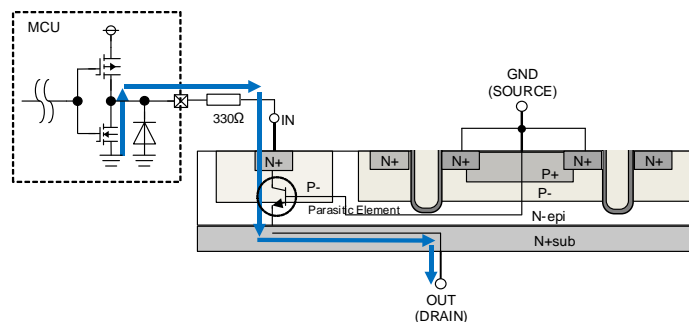 MCU
GND
(SOURCE)
330Ω
IN
N+
N+
N+
N+
N+
P+
P-
P-
Parasitic Element
N-epi
N+sub
OUT
(DRAIN)